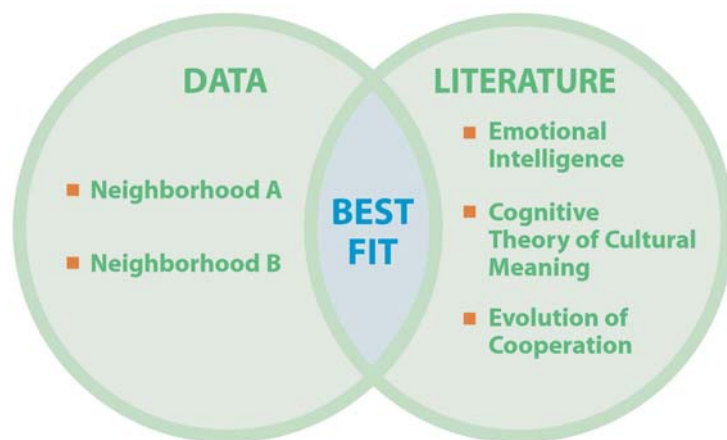 DATA
Neighborhood A
Neighborhood B
BEST
FIT
LITERATURE
Emotional
Intelligence
Cognitive
Theory of Cultural
Meaning
Evolution of
Cooperation